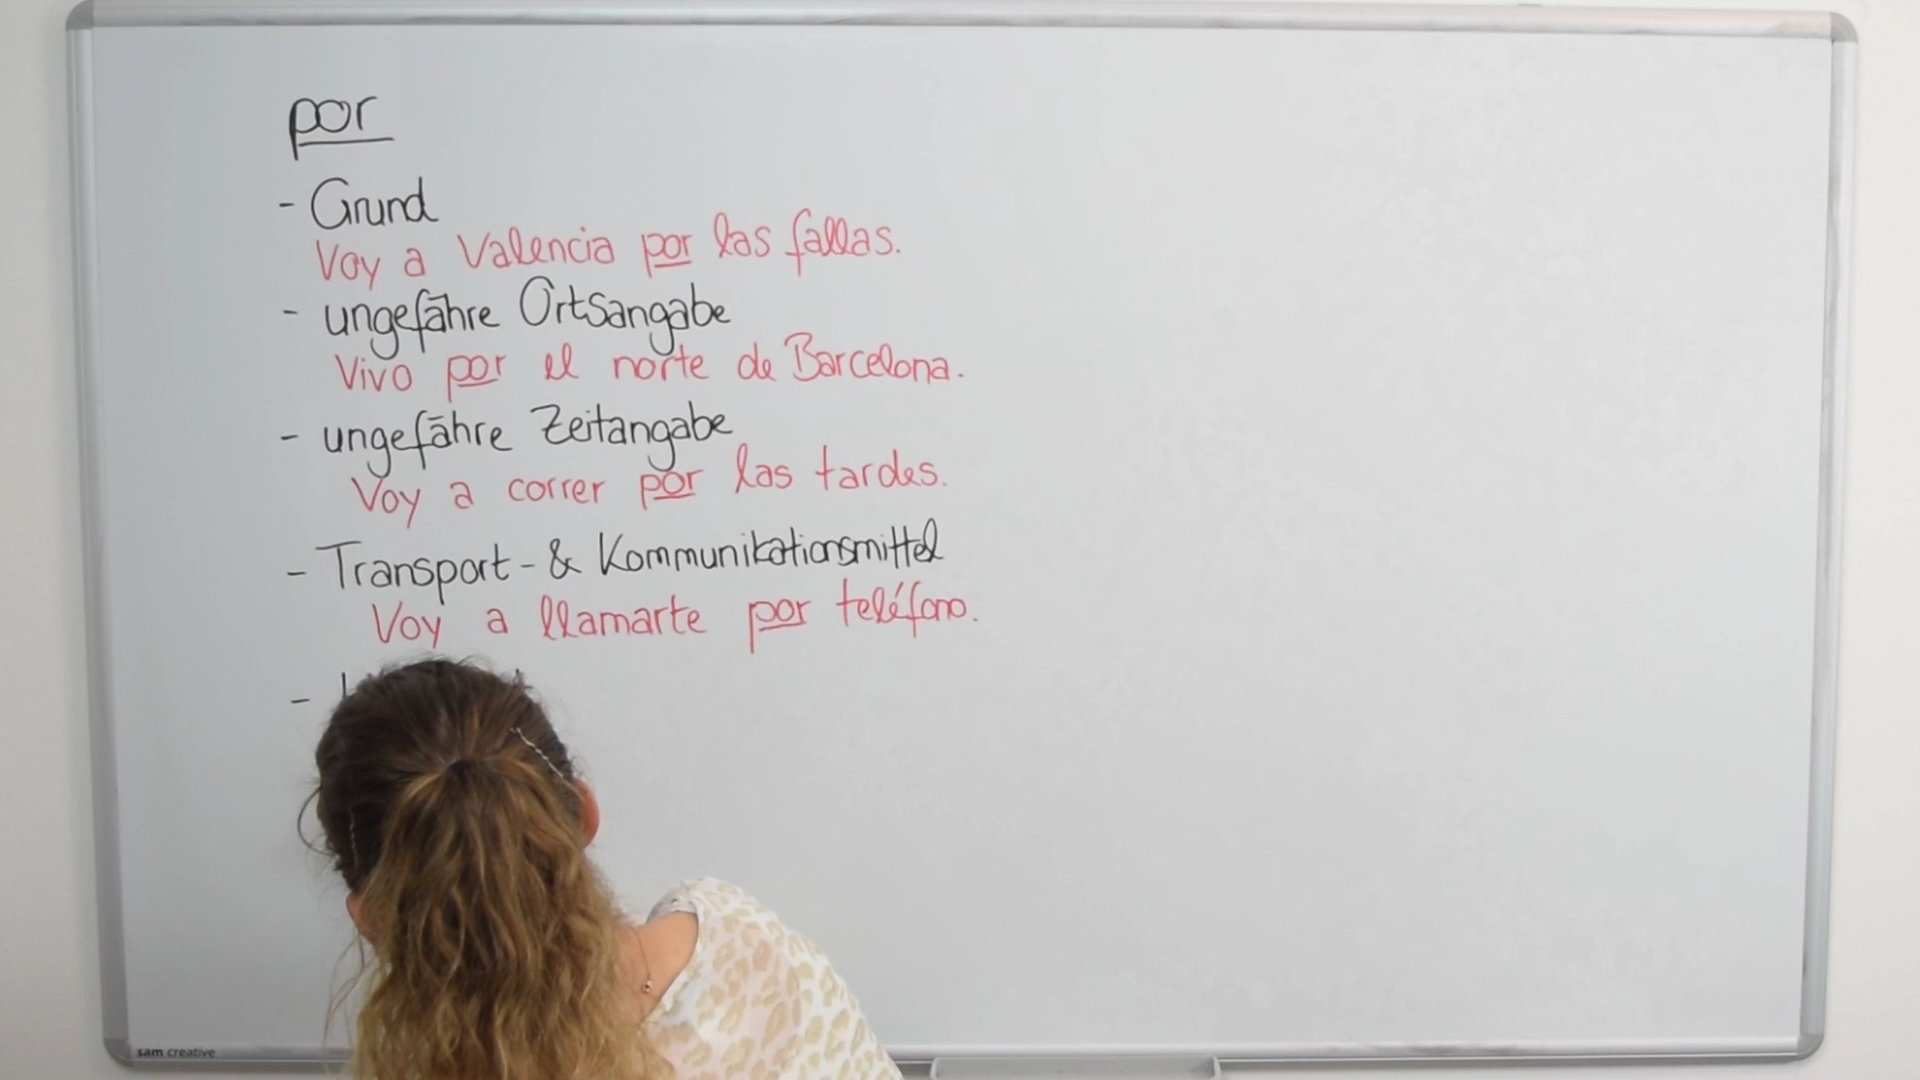 por
- Grund
Voy a Valencia por las fallas.
- ungefähre Ortsangabe
Vivo por el norte de Barcelona.
- ungefähre Zeitangabe
Voy a correr por las tardes.
- Transport- & Kommunikationsmittel
Voy a llamarte por teléfono.
-
sam creative